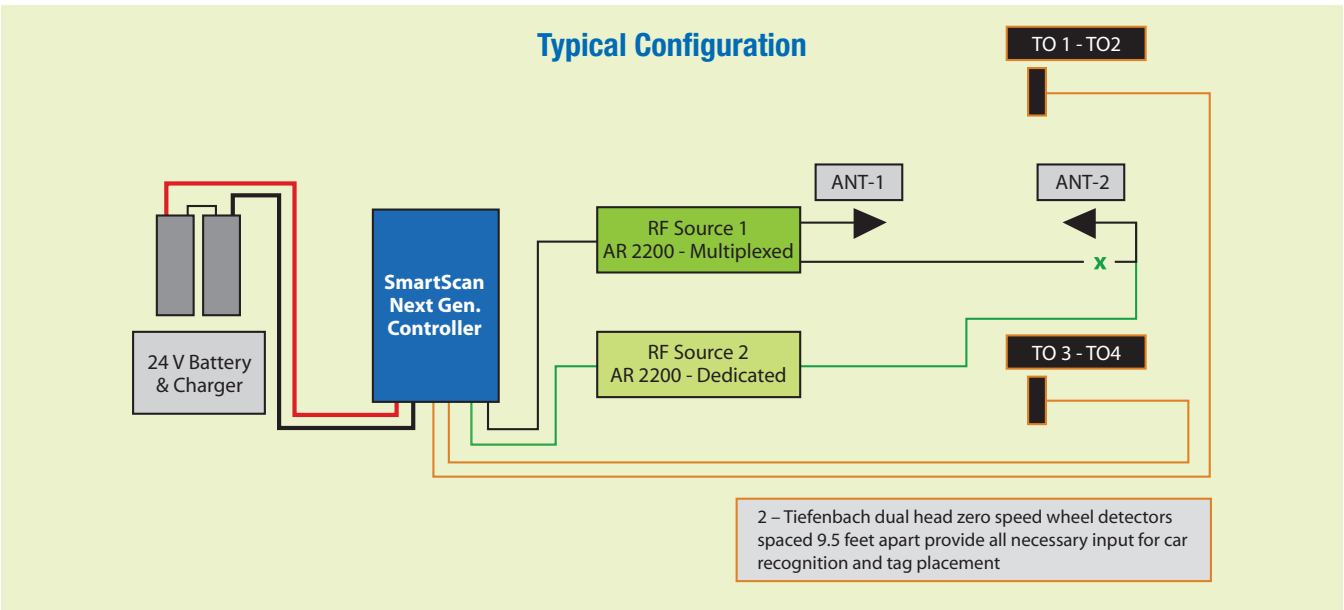 Typical Configuration
TO 1 - TO2
ANT-1
ANT-2
RF Source 1
AR 2200 - Multiplexed
SmartScan
Next Gen.
Controller
x
24 V Battery
& Charger
RF Source 2
AR 2200 - Dedicated
TO 3 - TO4
2 – Tiefenbach dual head zero speed wheel detectors
spaced 9.5 feet apart provide all necessary input for car
recognition and tag placement